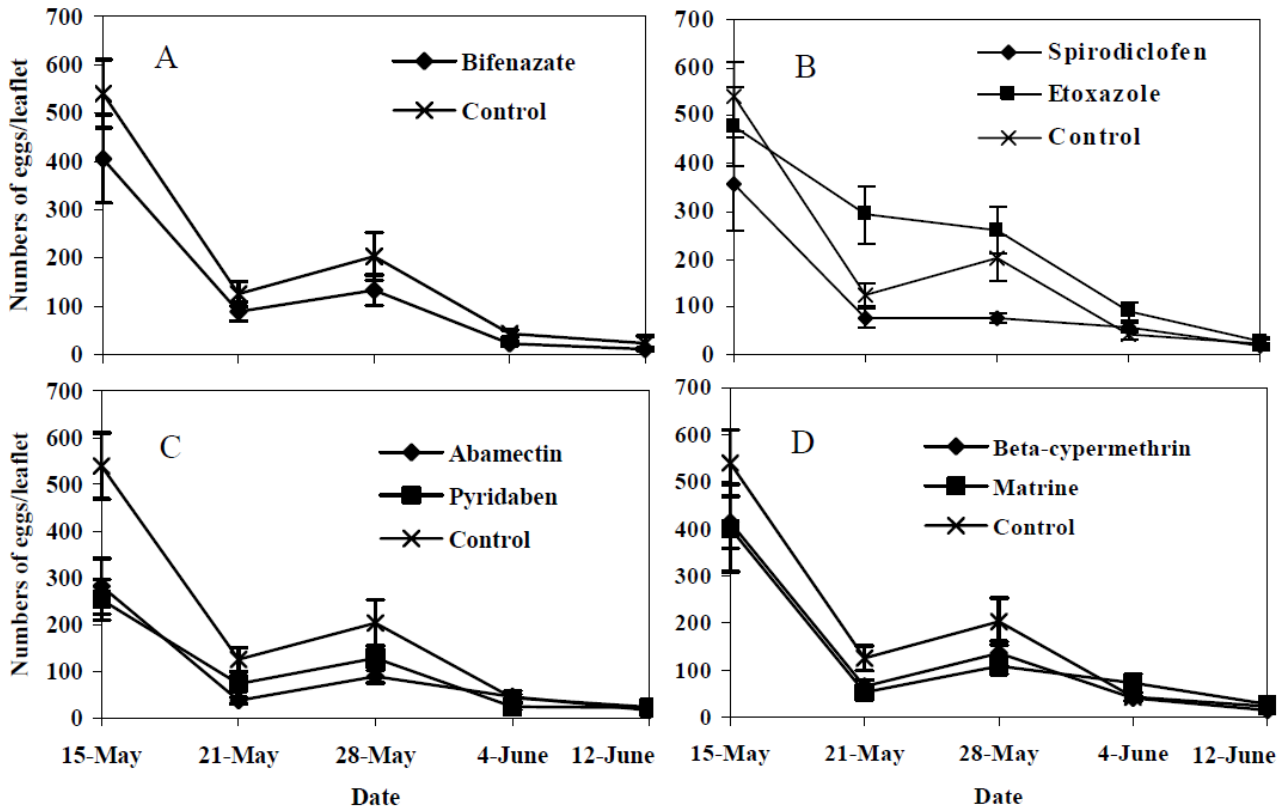 700
600
500
400
300
200
100
0
Numbers of eggs/leaflet
A
Bifenazate
Control
700
600
500
400
300
200
100
0
B
Spirodiclofen
Etoxazole
Control
700
600
500
400
300
200
100
0
Numbers of eggs/leaflet
C
Abamectin
Pyridaben
Control
15-May 21-May 28-May 4-June 12-June
Date
700
600
500
400
300
200
100
0
D
Beta-cypermethrin
Matrine
Control
15-May 21-May 28-May 4-June 12-June
Date